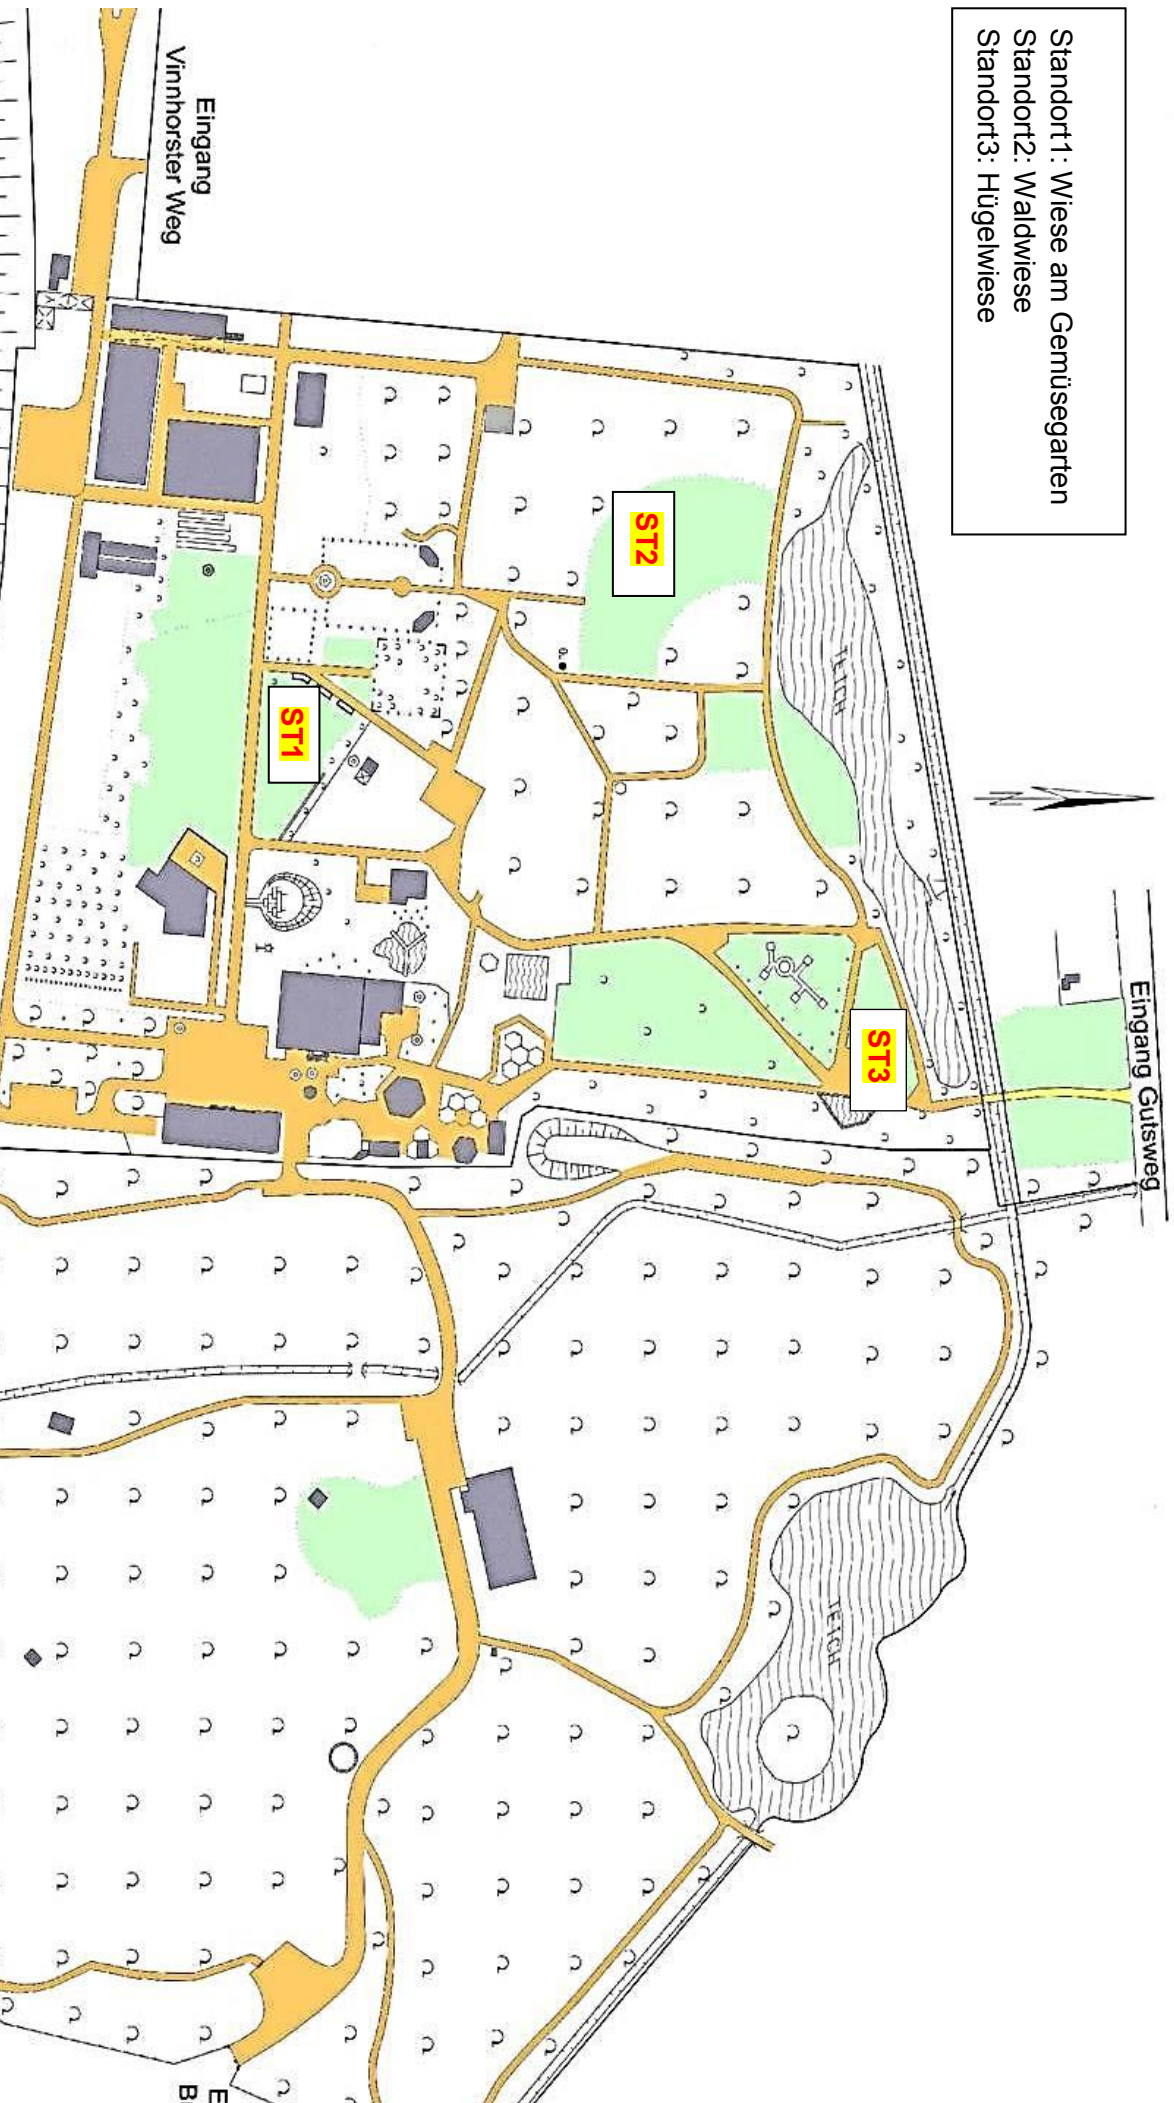 Standort1: Wiese am Gemüsegarten
Standort2: Waldwiese
Standort3: Hügelwiese
Eingang Gutsweg
N
TEICH
ST3
TEICH
ST2
ST1
Eingang
Vinnhorster Weg